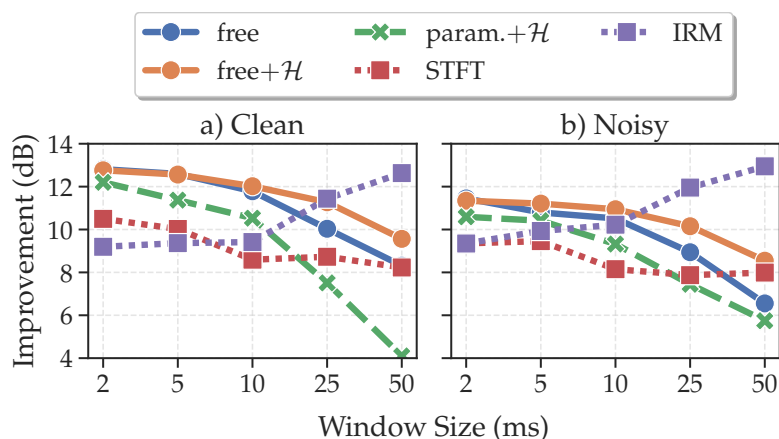 free param.+ℋ IRM
free+ℋ STFT
a) Clean b) Noisy
Improvement (dB)
14
12
10
8
6
4
2 5 10 25 50 2 5 10 25 50
Window Size (ms)